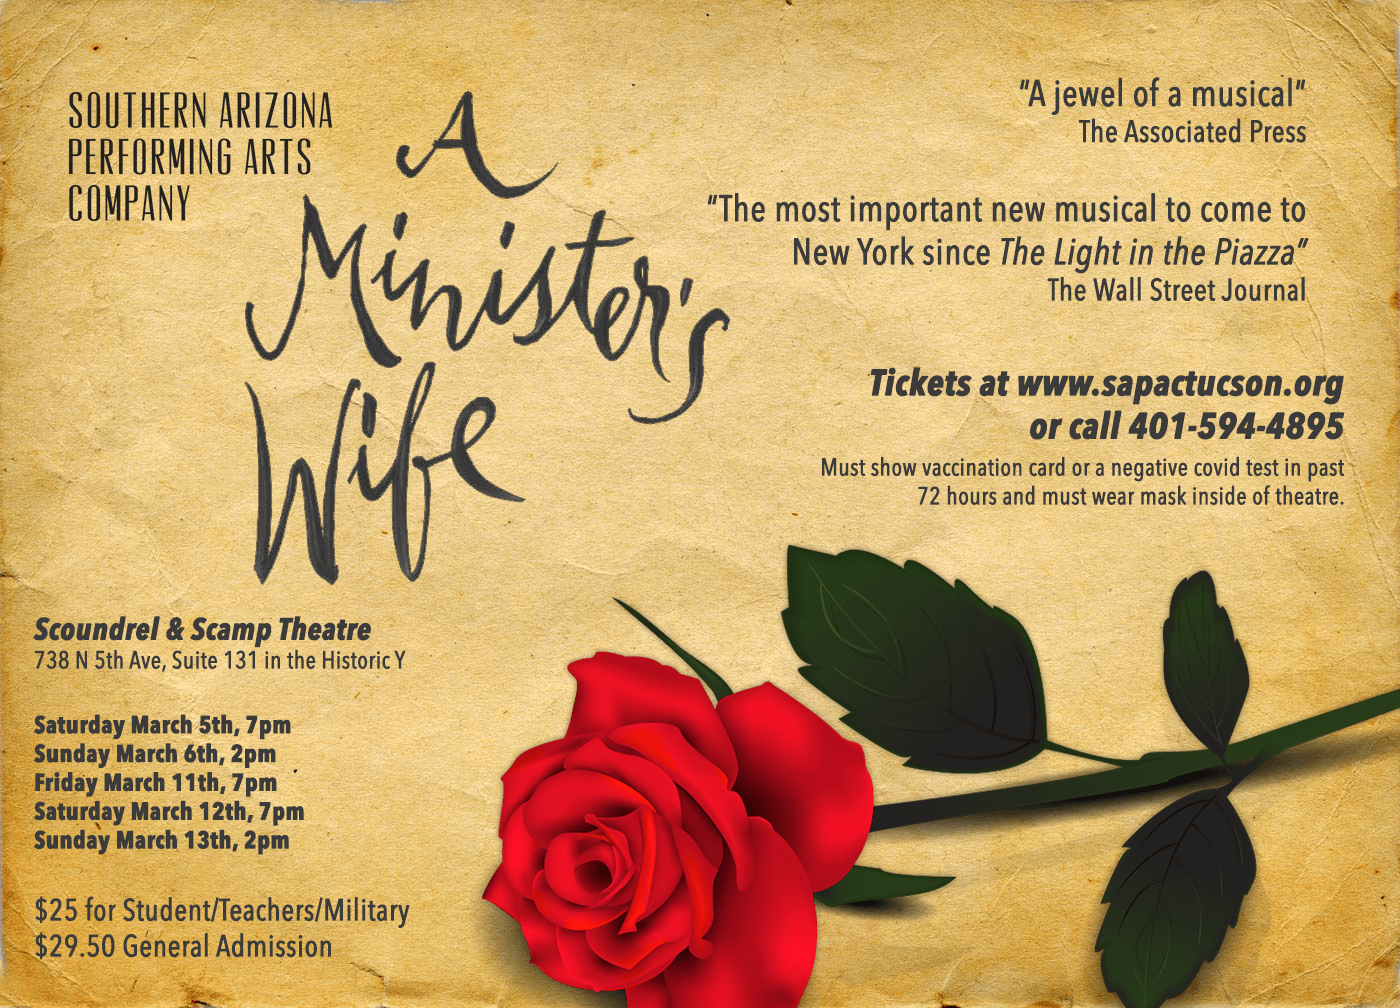 SOUTHERN ARIZONA
PERFORMING ARTS
COMPANY
A
Minister's
Wife
"A jewel of a musical"
The Associated Press
"The most important new musical to come to
New York since The Light in the Piazza"
The Wall Street Journal
Tickets at www.sapactucson.org
or call 401-594-4895
Must show vaccination card or a negative covid test in past
72 hours and must wear mask inside of theatre.
Scoundrel & Scamp Theatre
738 N 5th Ave, Suite 131 in the Historic Y
Saturday March 5th, 7pm
Sunday March 6th, 2pm
Friday March 11th, 7pm
Saturday March 12th, 7pm
Sunday March 13th, 2pm
$25 for Student/Teachers/Military
$29.50 General Admission